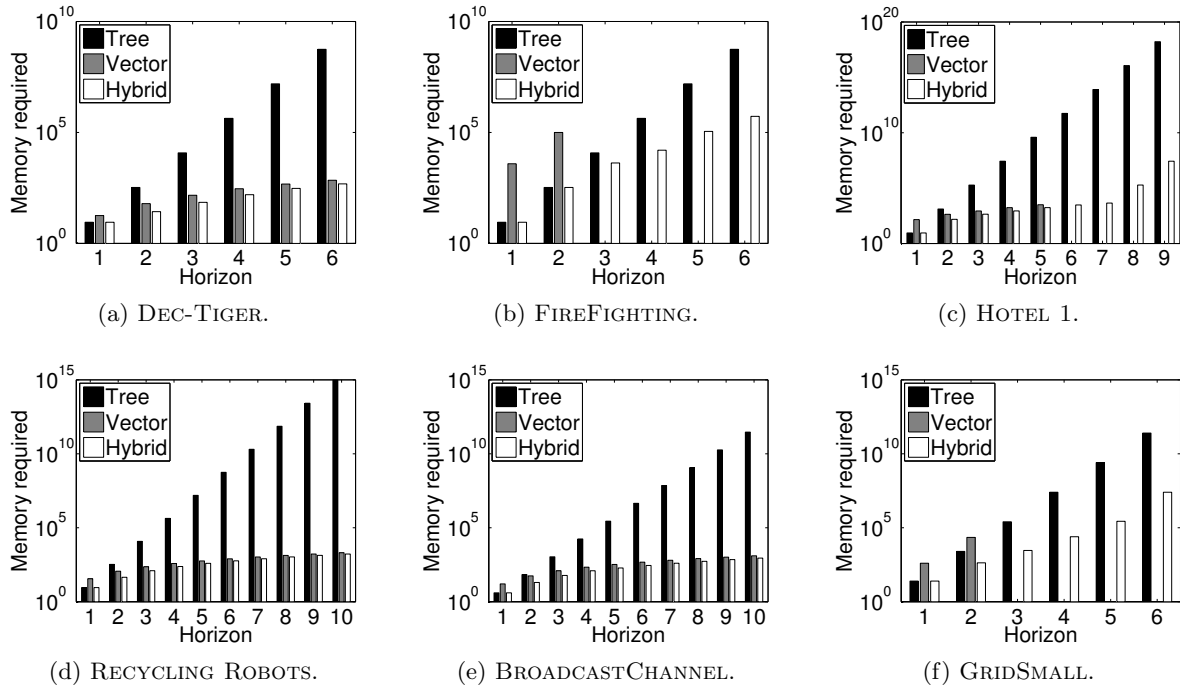 10^10
10^5
10^0
Memory required
Tree
Vector
Hybrid
1 2 3 4 5 6
Horizon
(a) DEC-TIGER.
10^10
10^5
10^0
Memory required
Tree
Vector
Hybrid
1 2 3 4 5 6
Horizon
(b) FIREFIGHTING.
10^20
10^10
10^0
Memory required
Tree
Vector
Hybrid
1 2 3 4 5 6 7 8 9
Horizon
(c) HOTEL 1.
10^15
10^10
10^5
10^0
Memory required
Tree
Vector
Hybrid
1 2 3 4 5 6 7 8 9 10
Horizon
(d) RECYCLING ROBOTS.
10^15
10^10
10^5
10^0
Memory required
Tree
Vector
Hybrid
1 2 3 4 5 6 7 8 9 10
Horizon
(e) BROADCASTCHANNEL.
10^15
10^10
10^5
10^0
Memory required
Tree
Vector
Hybrid
1 2 3 4 5 6
Horizon
(f) GRIDSMALL.